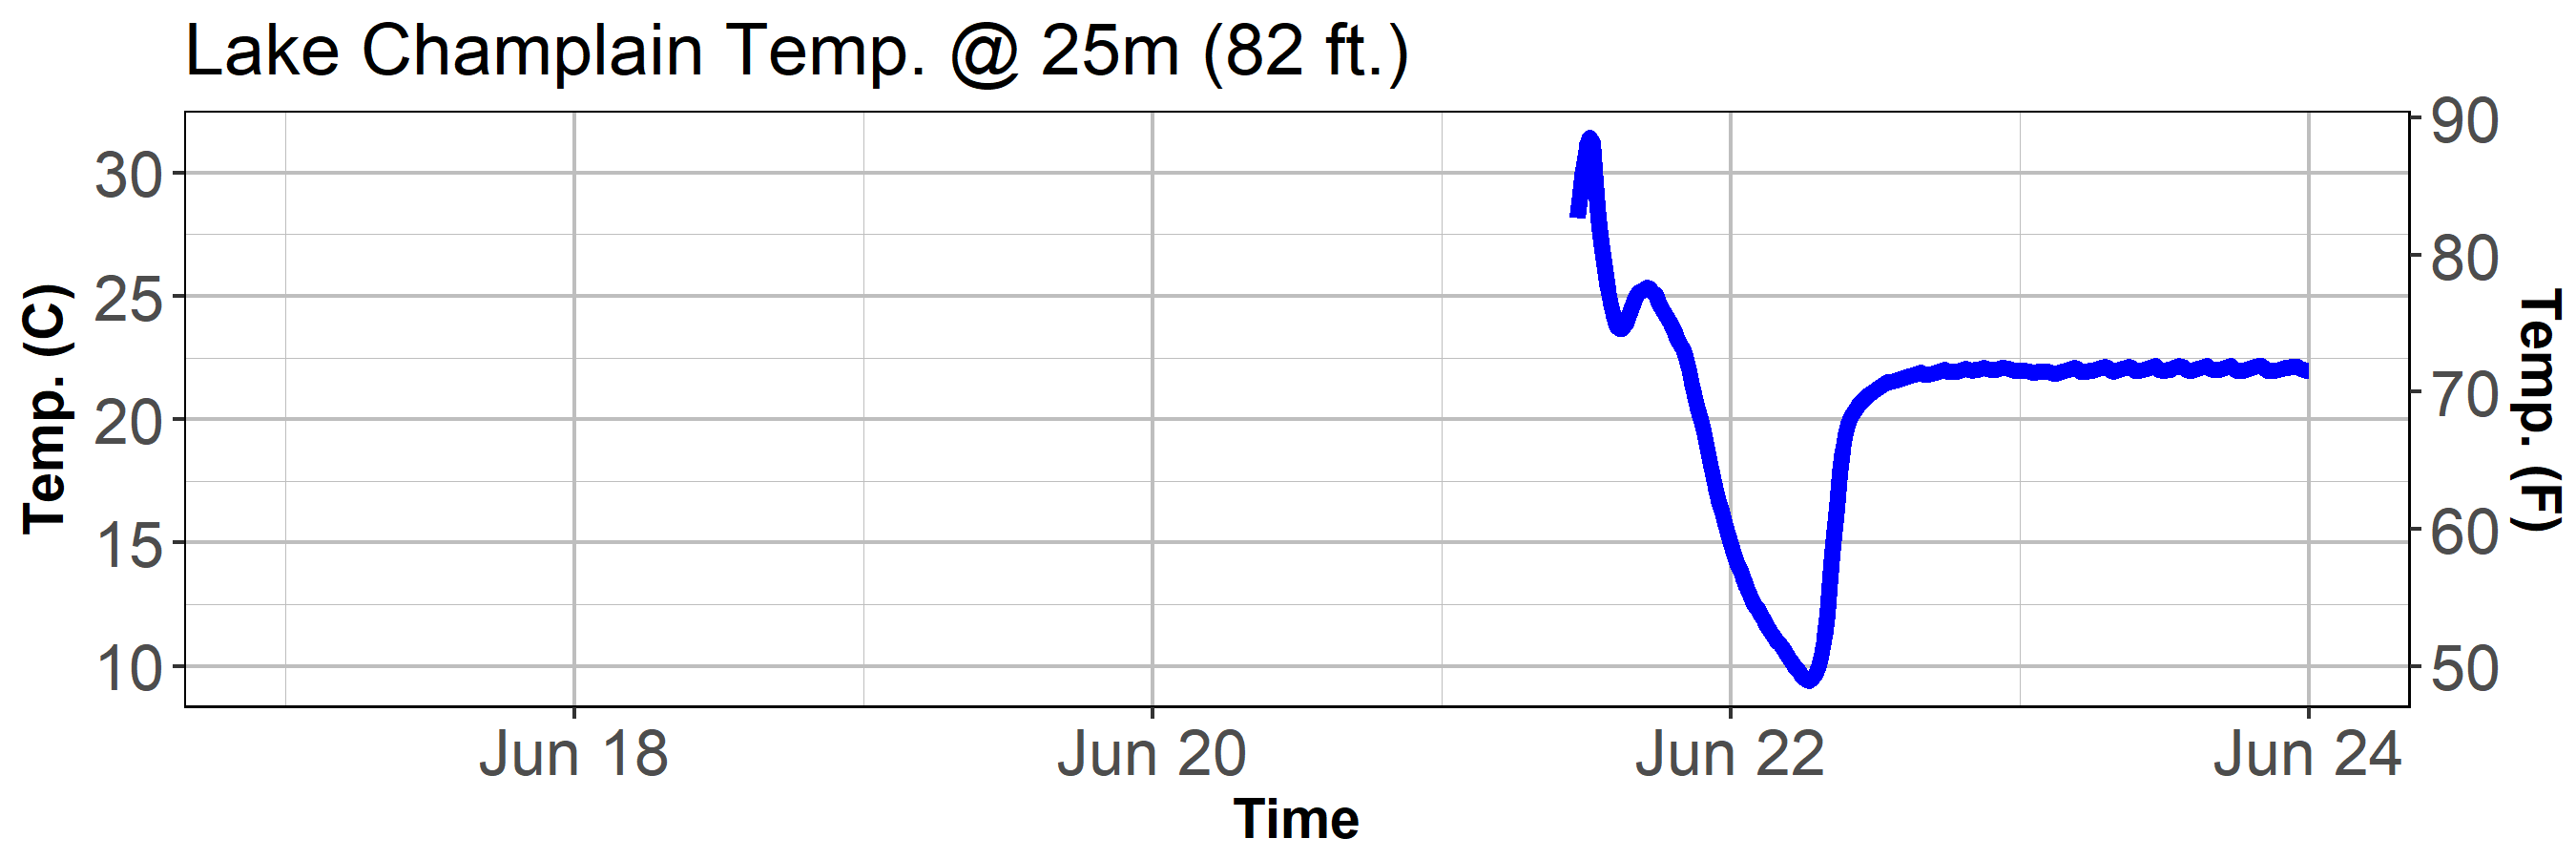 Lake Champlain Temp. @ 25m (82 ft.)
Temp. (C)
30
25
20
15
10
90
80
70
60
50
Temp. (F)
Jun 18
Jun 20
Jun 22
Jun 24
Time